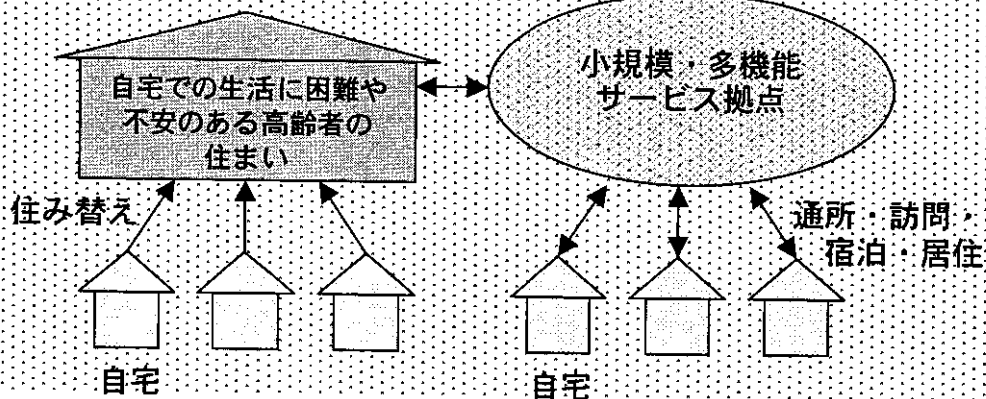 自宅での生活に困難や
不安のある高齢者の
住まい
小規模・多機能
サービス拠点
住み替え
通所・訪問・
宿泊・居住
自宅
自宅